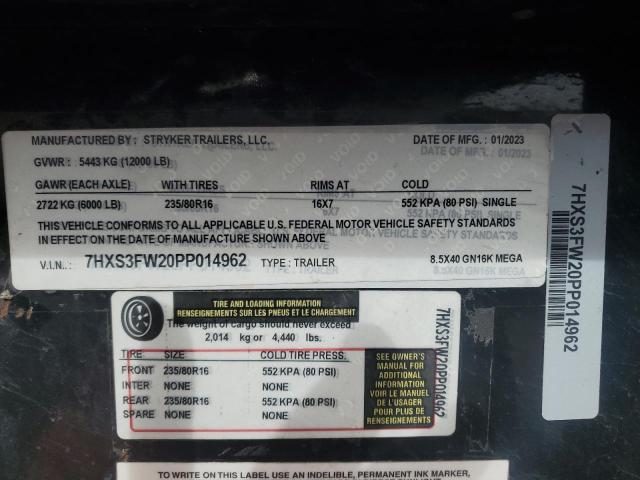 MANUFACTURED BY: STRYKER TRAILERS, LLC. DATE OF MFG. : 01/2023
GVWR : 5443 KG (12000 LB)
GAWR (EACH AXLE) WITH TIRES RIMS AT COLD
2722 KG (6000 LB) 235/80R16 16X7 552 KPA (80 PSI) SINGLE
THIS VEHICLE CONFORMS TO ALL APPLICABLE U.S. FEDERAL MOTOR VEHICLE SAFETY STANDARDS
IN EFFECT ON THE DATE OF MANUFACTURE SHOWN ABOVE
V.I.N.: 7HXS3FW20PP014962 TYPE : TRAILER 8.5X40 GN16K MEGA
7HXS3FW20PP014962
TIRE AND LOADING INFORMATION
RENSEIGNEMENTS SUR LES PNEUS ET LE CHARGEMENT
The weight of cargo should never exceed
2,014 kg or 4,440 lbs.
TIRE SIZE COLD TIRE PRESS.
FRONT 235/80R16 552 KPA (80 PSI)
INTER NONE NONE
REAR 235/80R16 552 KPA (80 PSI)
SPARE NONE NONE
SEE OWNER'S
MANUAL FOR
ADDITIONAL
INFORMATION
VOIR LE MANUEL
DE L'USAGER
POUR PLUS DE
RENSEIGNEMENTS
7HXS3FW20PP014962
TO WRITE ON THIS LABEL USE AN INDELIBLE, PERMANENT INK MARKER,